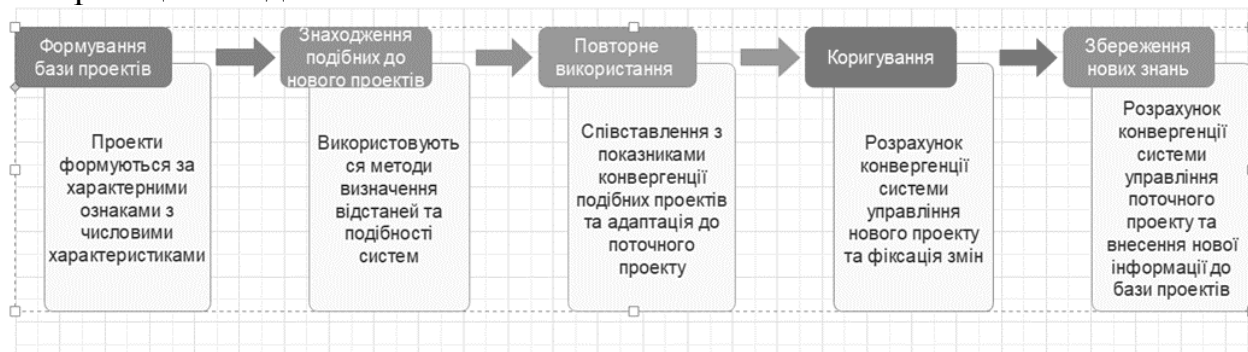 Формування
бази проектів
Знаходження
подібних до
нового проектів
Повторне
використання
Коригування
Збереження
нових знань
Проекти
формуються за
характерними
ознаками з
числовими
характеристиками
Використовують
ся методи
визначення
відстаней та
подібності
систем
Співставлення з
показниками
конвергенції
подібних проектів
та адаптація до
поточного
проекту
Розрахунок
конвергенції
системи
управління
нового проекту
та фіксація змін
Розрахунок
конвергенції
системи
управління
поточного
проекту та
внесення нової
інформації до
бази проектів